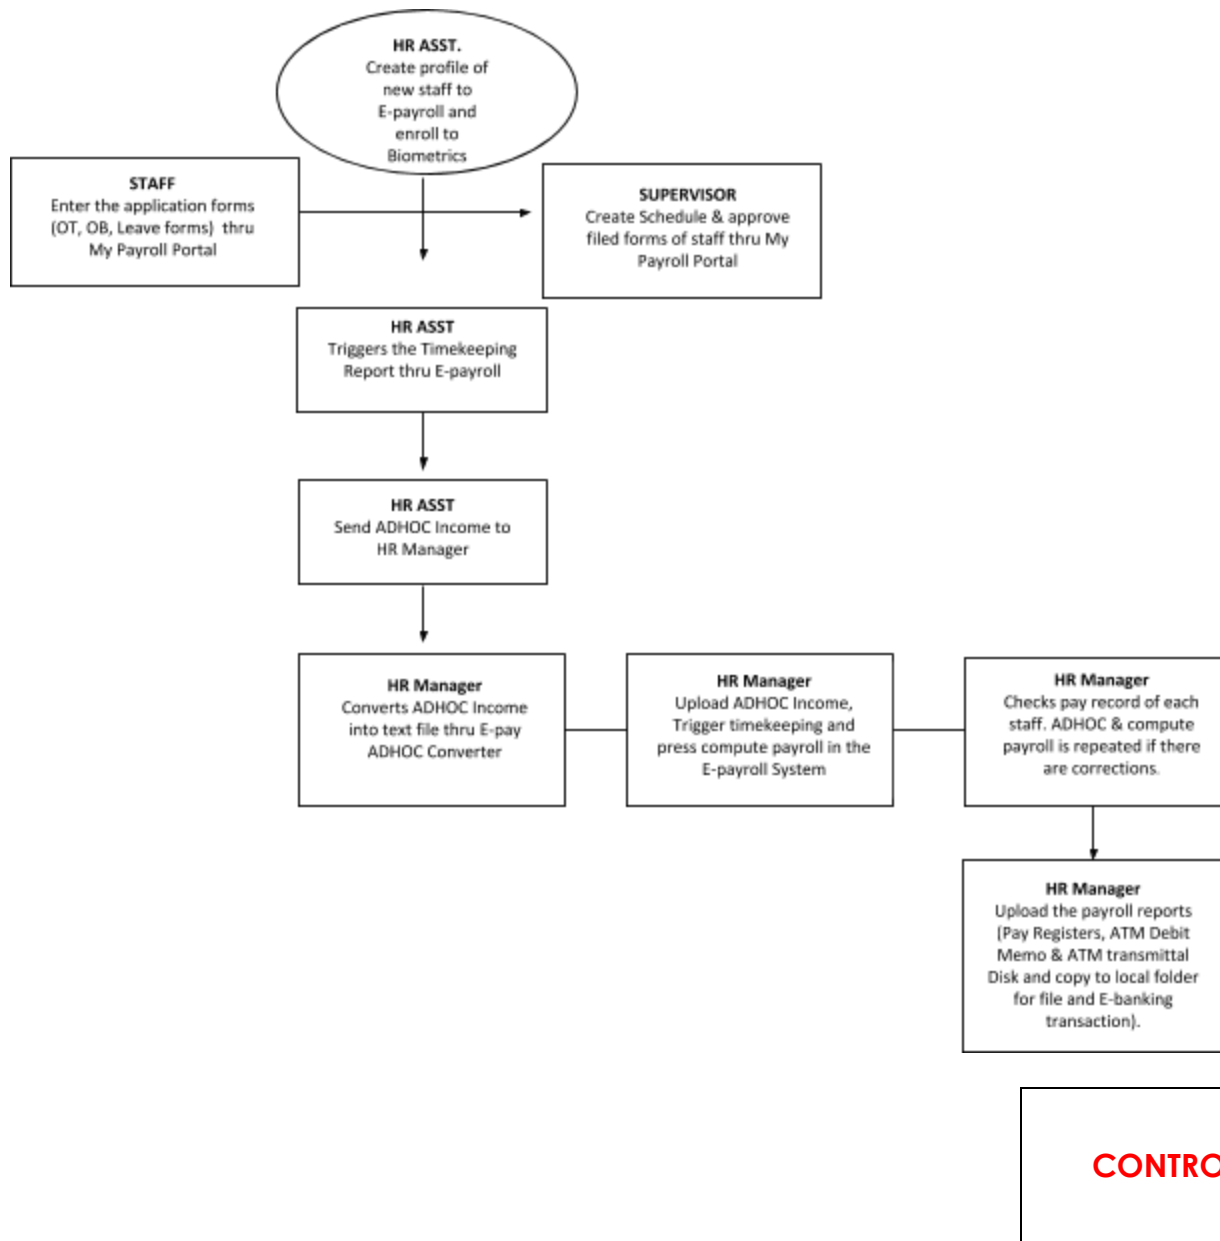 HR ASST.
Create profile of
new staff to
E-payroll and
enroll to
Biometrics
STAFF
Enter the application forms
(OT, OB, Leave forms) thru
My Payroll Portal
SUPERVISOR
Create Schedule & approve
filed forms of staff thru My
Payroll Portal
HR ASST
Triggers the Timekeeping
Report thru E-payroll
HR ASST
Send ADHOC Income to
HR Manager
HR Manager
Converts ADHOC Income
into text file thru E-pay
ADHOC Converter
HR Manager
Upload ADHOC Income,
Trigger timekeeping and
press compute payroll in the
E-payroll System
HR Manager
Checks pay record of each
staff. ADHOC & compute
payroll is repeated if there
are corrections.
HR Manager
Upload the payroll reports
(Pay Registers, ATM Debit
Memo & ATM transmittal
Disk and copy to local folder
for file and E-banking
transaction).
CONTRO